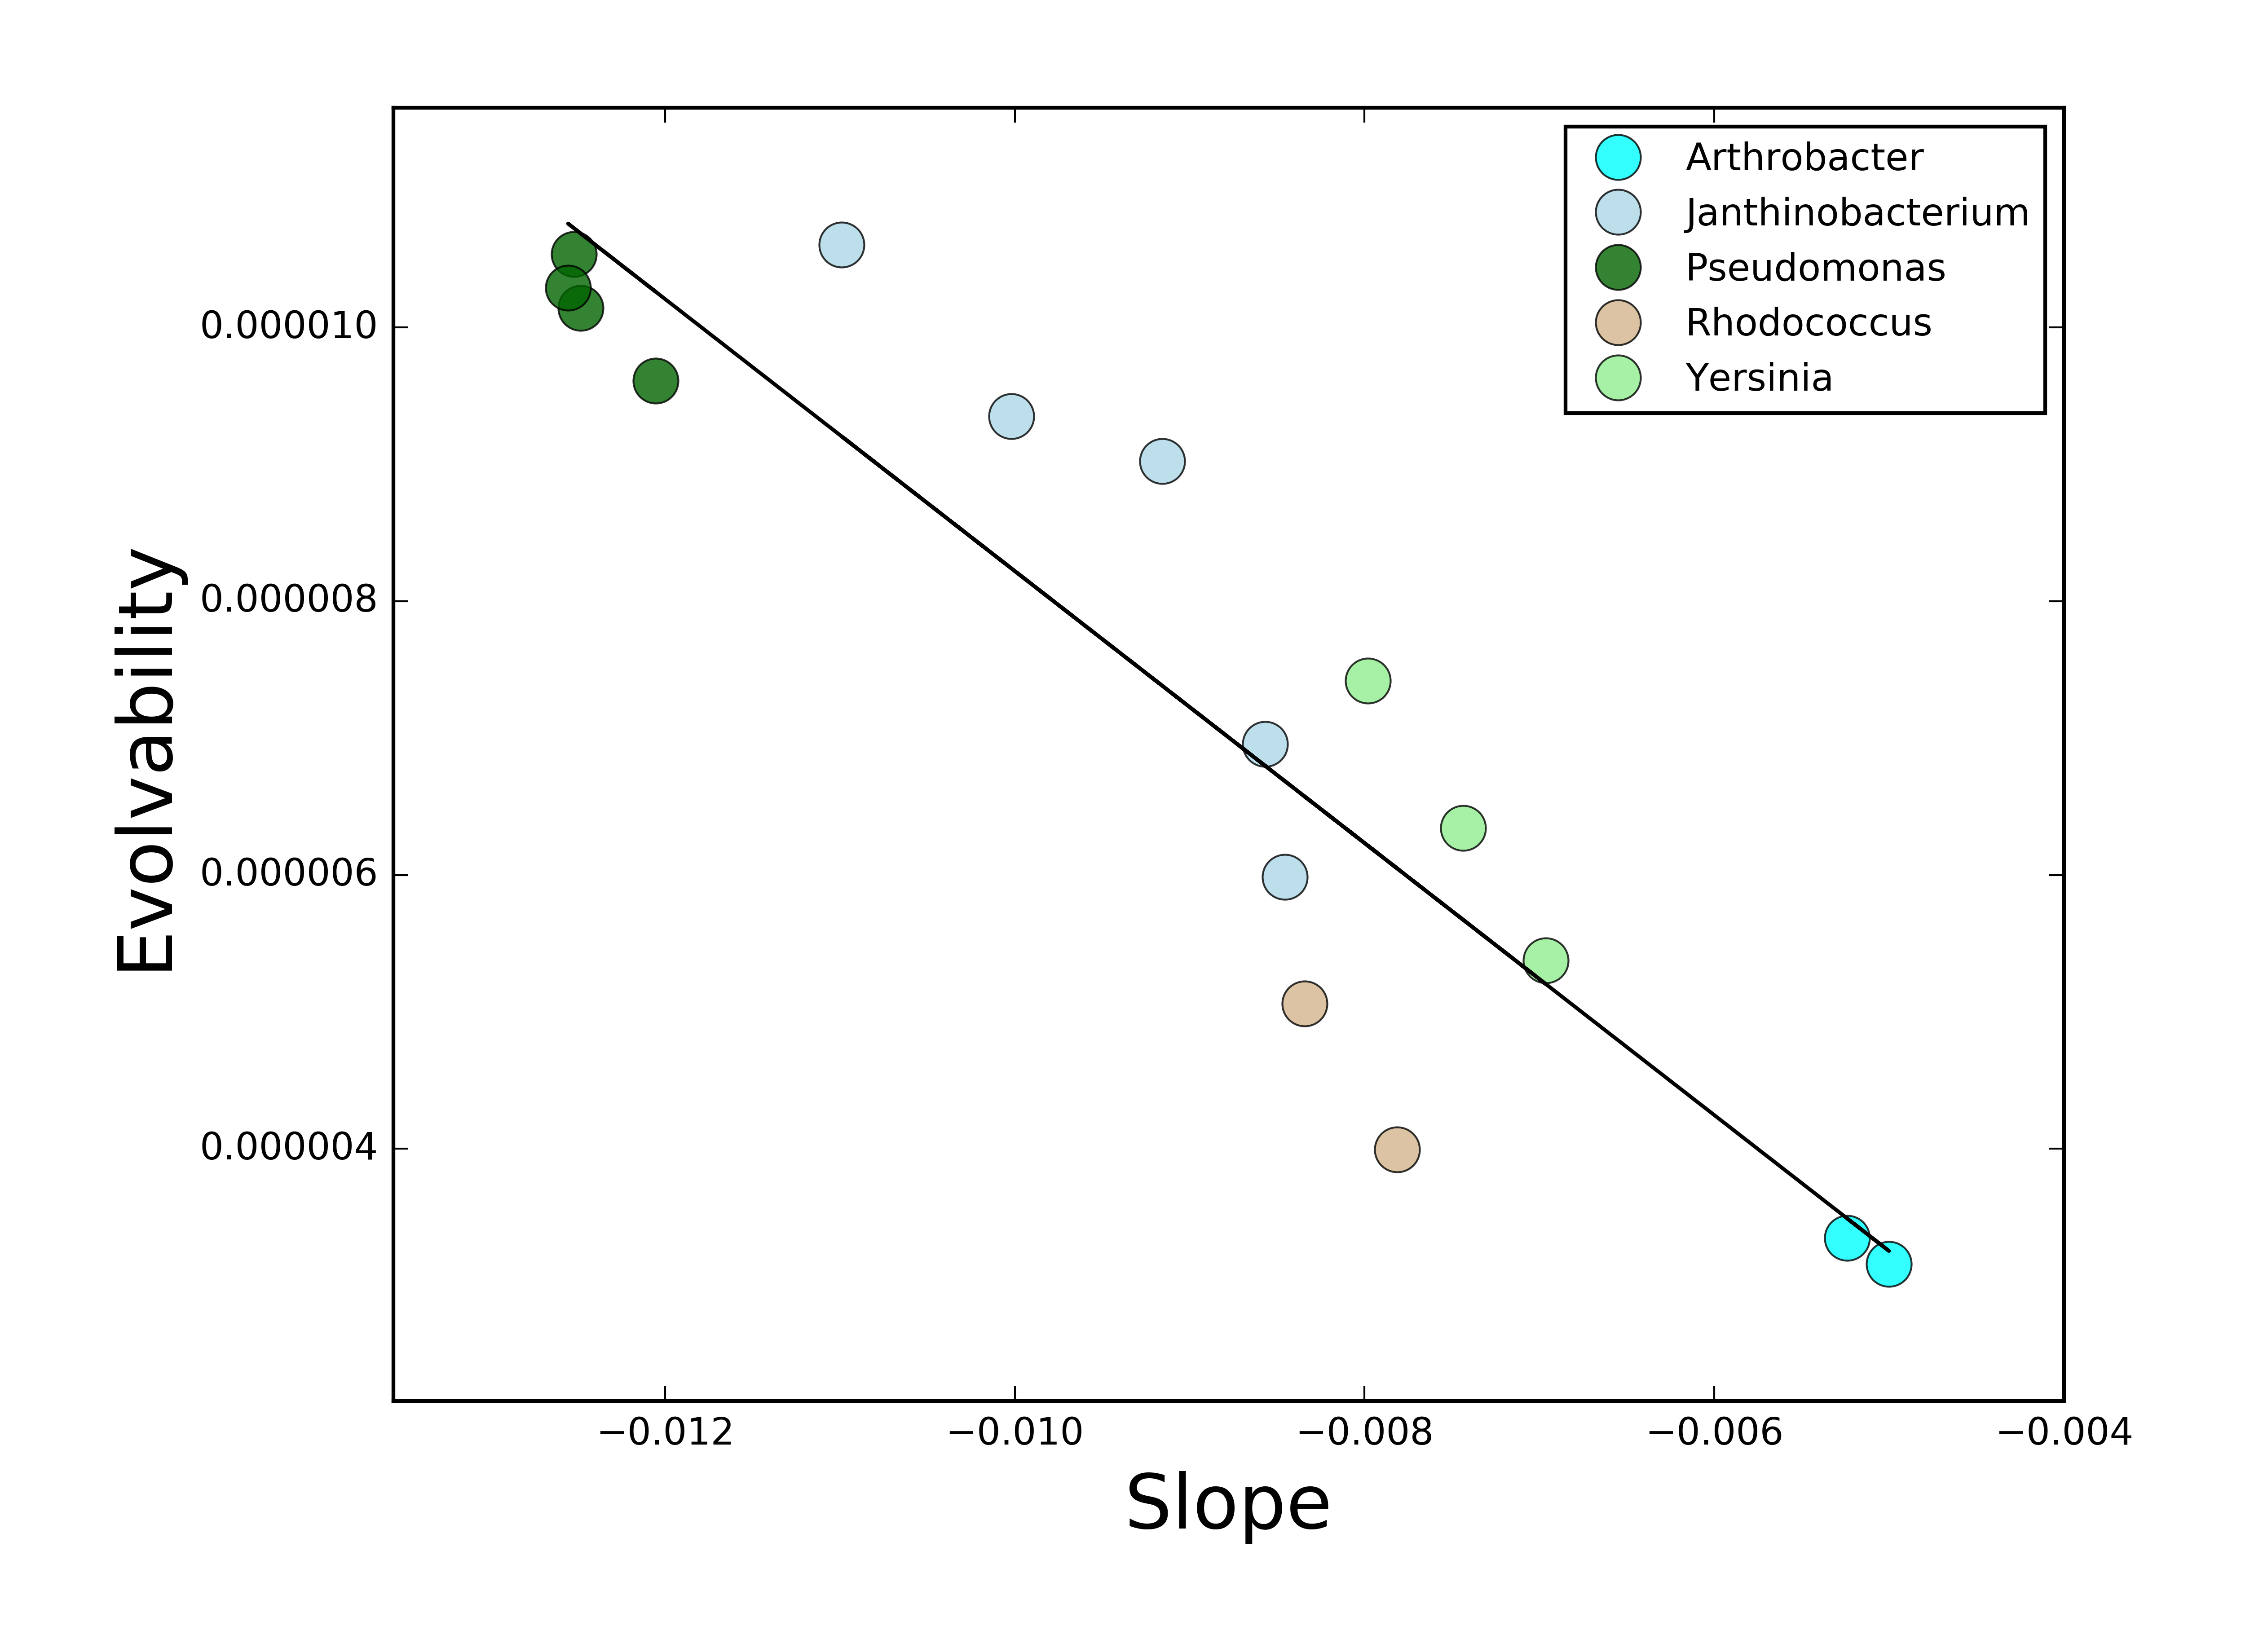 Arthrobacter
Janthinobacterium
Pseudomonas
Rhodococcus
Yersinia
Evolvability
0.000010
0.000008
0.000006
0.000004
−0.012
−0.010
−0.008
−0.006
−0.004
Slope